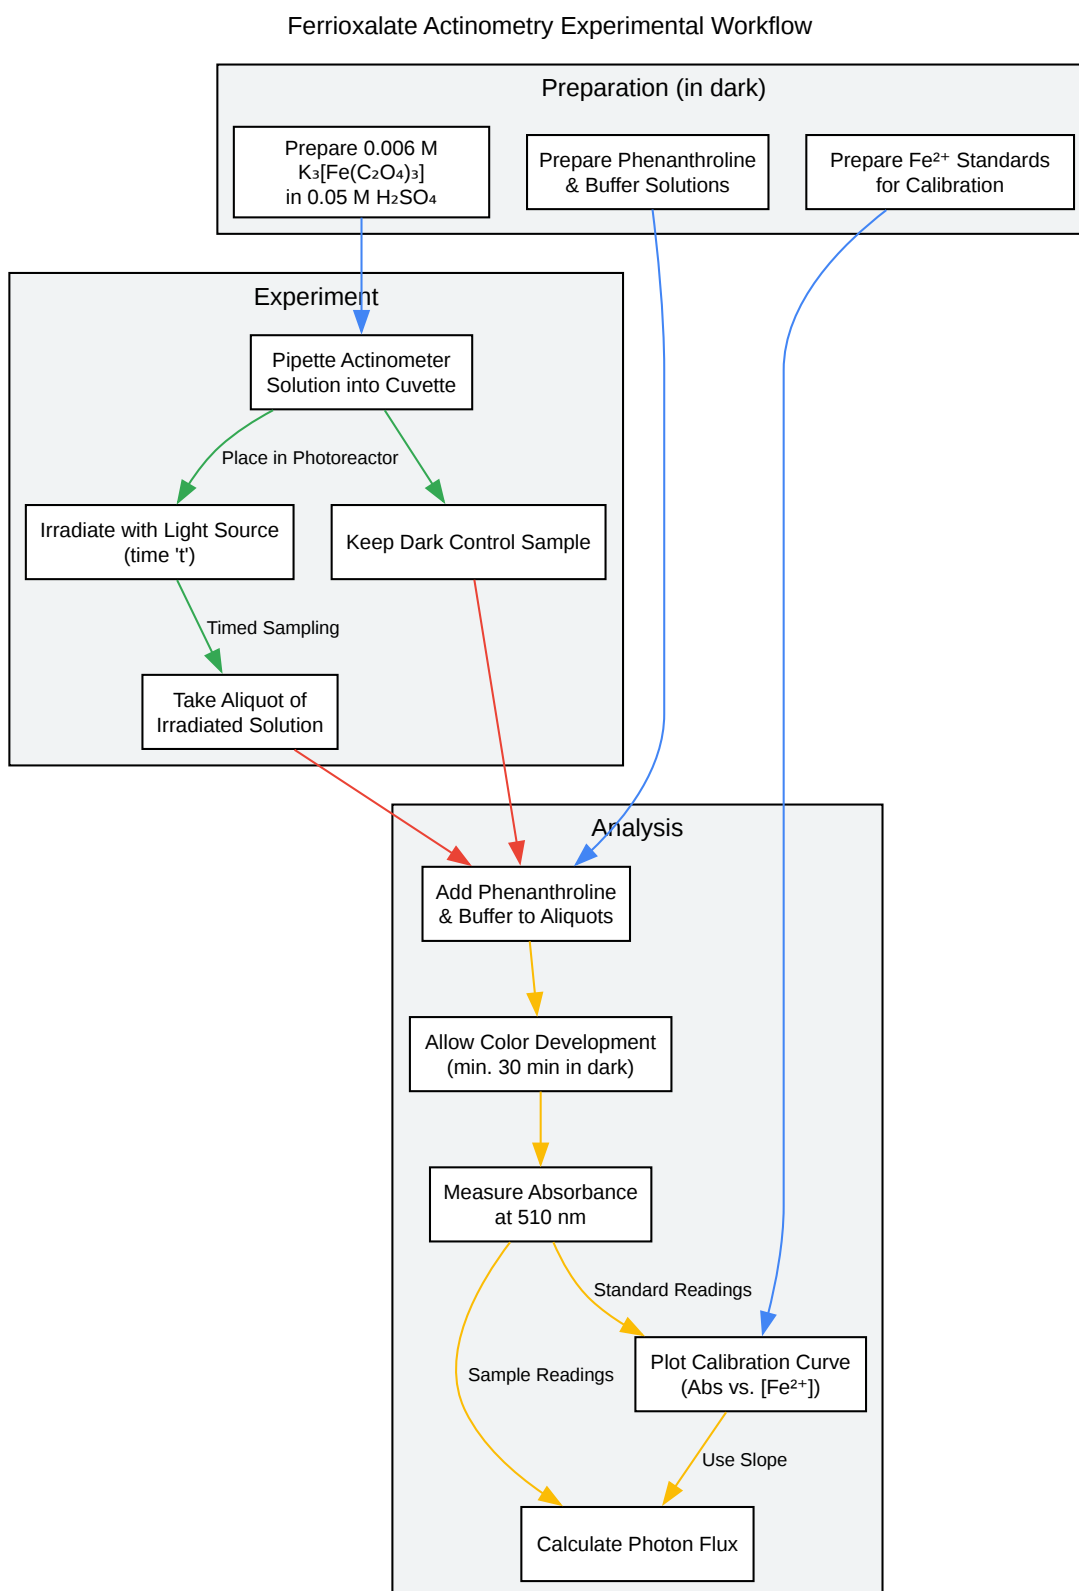 Ferrioxalate Actinometry Experimental Workflow
Preparation (in dark)
Prepare 0.006 M
K₃[Fe(C₂O₄)₃]
in 0.05 M H₂SO₄
Prepare Phenanthroline
& Buffer Solutions
Prepare Fe²⁺ Standards
for Calibration
Experiment
Pipette Actinometer
Solution into Cuvette
Place in Photoreactor
Irradiate with Light Source
(time 't')
Keep Dark Control Sample
Timed Sampling
Take Aliquot of
Irradiated Solution
Analysis
Add Phenanthroline
& Buffer to Aliquots
Allow Color Development
(min. 30 min in dark)
Measure Absorbance
at 510 nm
Standard Readings
Sample Readings
Plot Calibration Curve
(Abs vs. [Fe²⁺])
Use Slope
Calculate Photon Flux